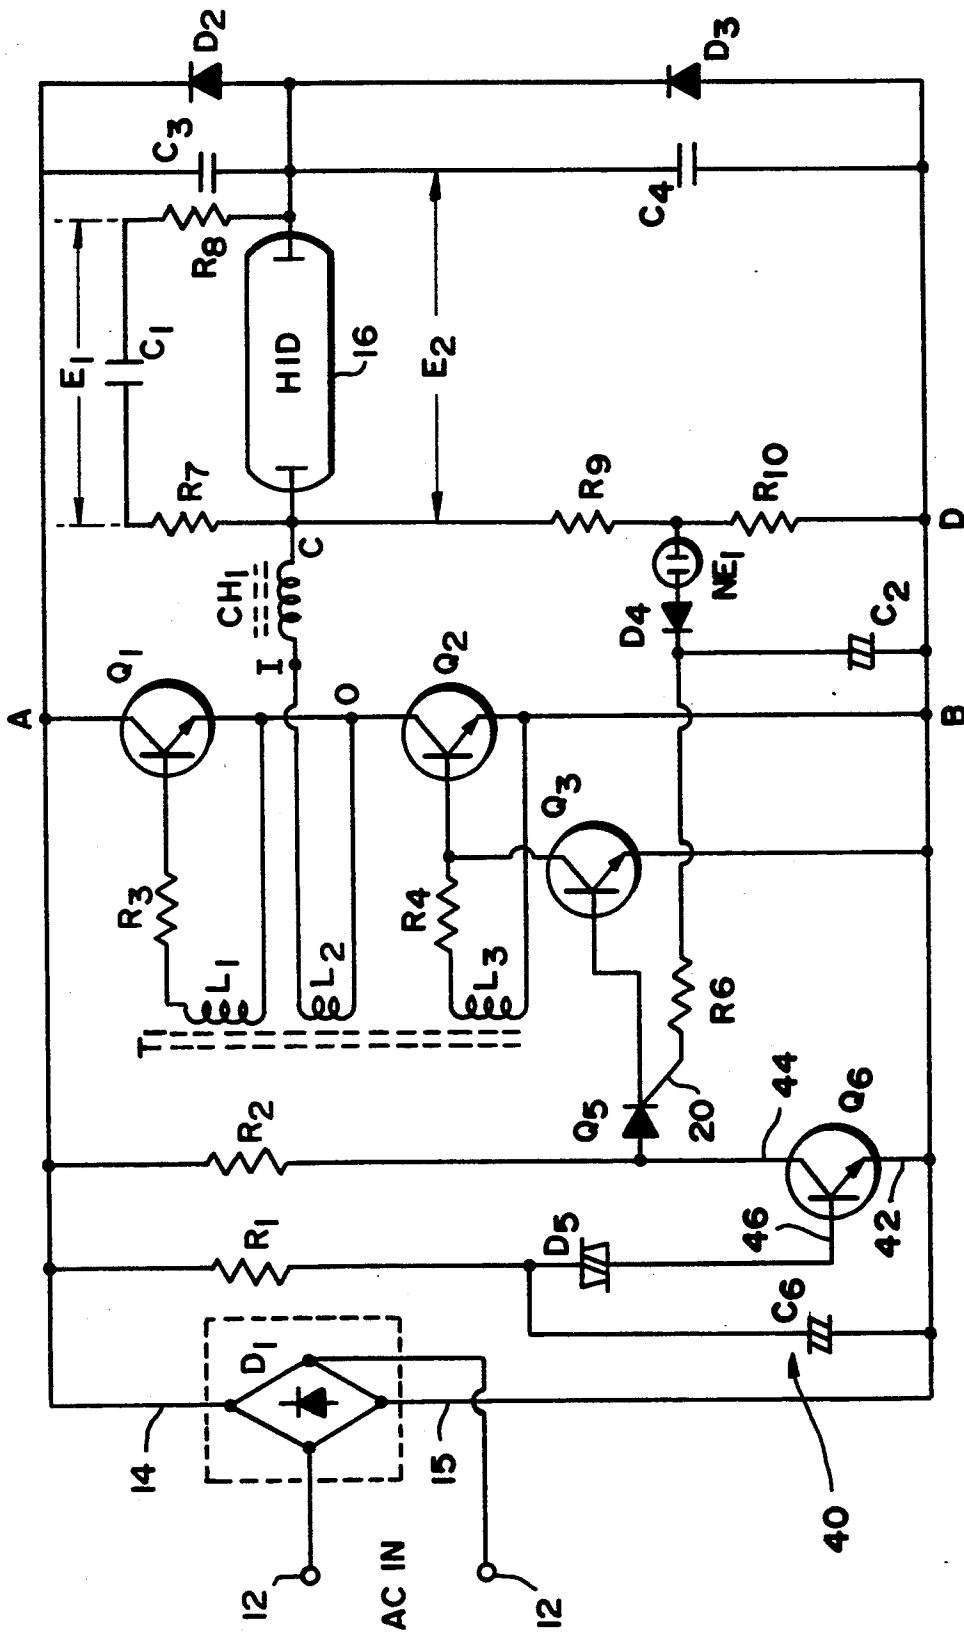 12
AC IN
12
14
15
D1
40
R1
C6
D5
46
42
R2
Q5
20
44
Q6
T1
L1
L2
L3
R3
R4
R6
Q3
A
Q1
I
O
Q2
B
CH1
C
D4
NE1
C2
R7
R9
R10
D
E1
C1
HID
16
E2
R8
C3
C4
D2
D3